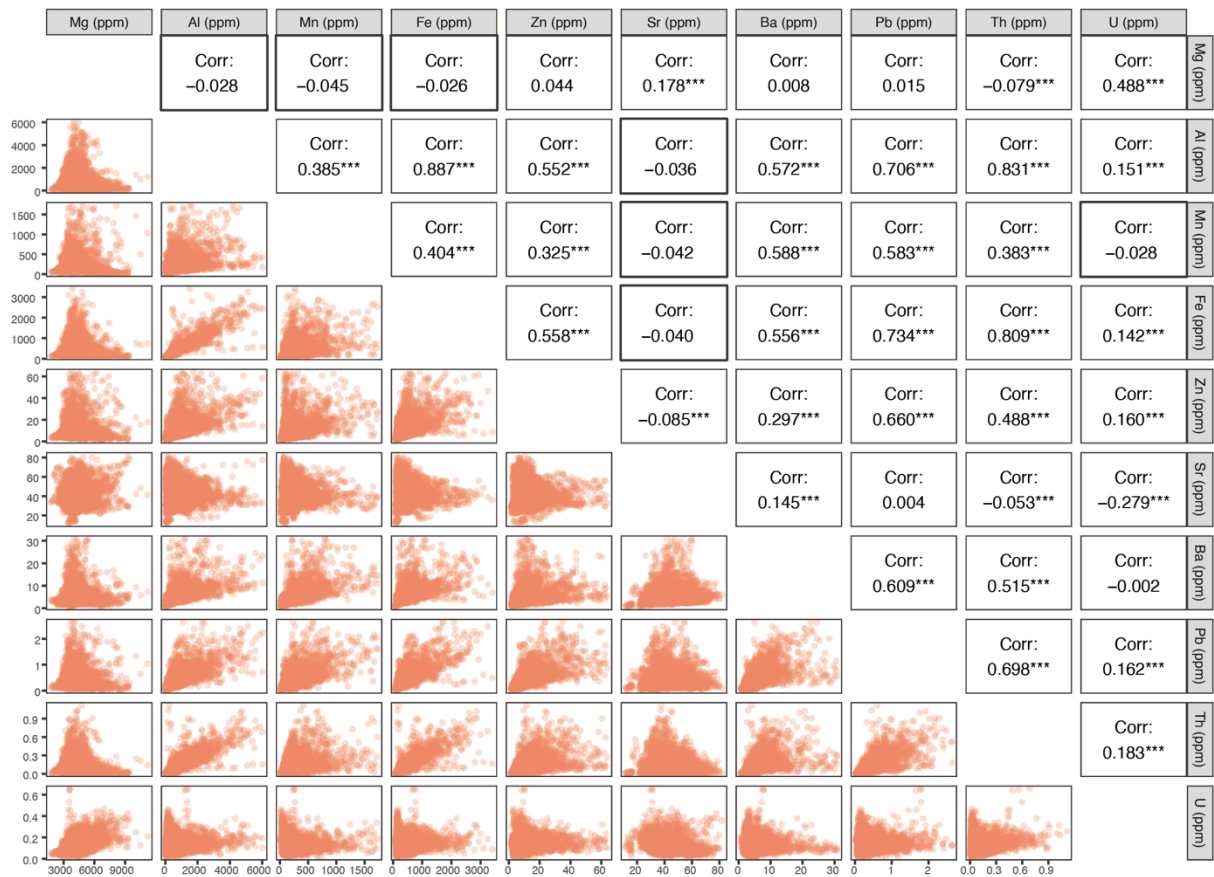 Mg (ppm) Al (ppm) Mn (ppm) Fe (ppm) Zn (ppm) Sr (ppm) Ba (ppm) Pb (ppm) Th (ppm) U (ppm)
Corr: Corr: Corr: Corr: Corr: Corr: Corr: Corr: Corr:
−0.028 −0.045 −0.026 0.044 0.178*** 0.008 0.015 −0.079*** 0.488***
Mg (ppm)
6000
4000
2000
0
Corr: Corr: Corr: Corr: Corr: Corr: Corr: Corr:
0.385*** 0.887*** 0.552*** −0.036 0.572*** 0.706*** 0.831*** 0.151***
Al (ppm)
1500
1000
500
0
Corr: Corr: Corr: Corr: Corr: Corr: Corr:
0.404*** 0.325*** −0.042 0.588*** 0.583*** 0.383*** −0.028
Mn (ppm)
3000
2000
1000
0
Corr: Corr: Corr: Corr: Corr: Corr:
0.558*** −0.040 0.556*** 0.734*** 0.809*** 0.142***
Fe (ppm)
60
40
20
0
Corr: Corr: Corr: Corr: Corr:
−0.085*** 0.297*** 0.660*** 0.488*** 0.160***
Zn (ppm)
80
60
40
20
Corr: Corr: Corr: Corr:
0.145*** 0.004 −0.053*** −0.279***
Sr (ppm)
30
20
10
0
Corr: Corr: Corr:
0.609*** 0.515*** −0.002
Ba (ppm)
2
1
0
Corr: Corr:
0.698*** 0.162***
Pb (ppm)
0.9
0.6
0.3
0.0
Corr:
0.183***
Th (ppm)
0.6
0.4
0.2
0.0
U (ppm)
3000 6000 9000 0 2000 4000 6000 0 500 1000 1500 0 1000 2000 3000 0 20 40 60 20 40 60 80 0 10 20 30 0 1 2 0.0 0.3 0.6 0.9